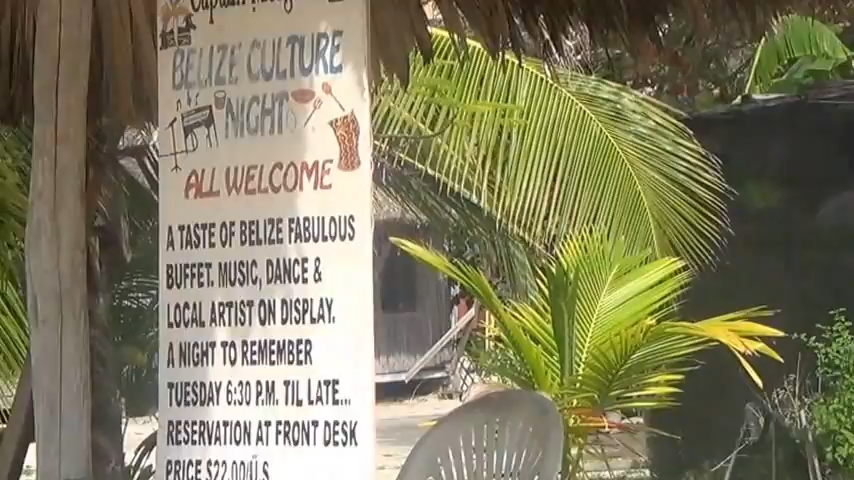 BELIZE CULTURE
NIGHT
ALL WELCOME
A TASTE OF BELIZE FABULOUS
BUFFET. MUSIC, DANCE &
LOCAL ARTIST ON DISPLAY.
A NIGHT TO REMEMBER
TUESDAY 6:30 P.M. TIL LATE...
RESERVATION AT FRONT DESK
PRICE $22.00/U.S